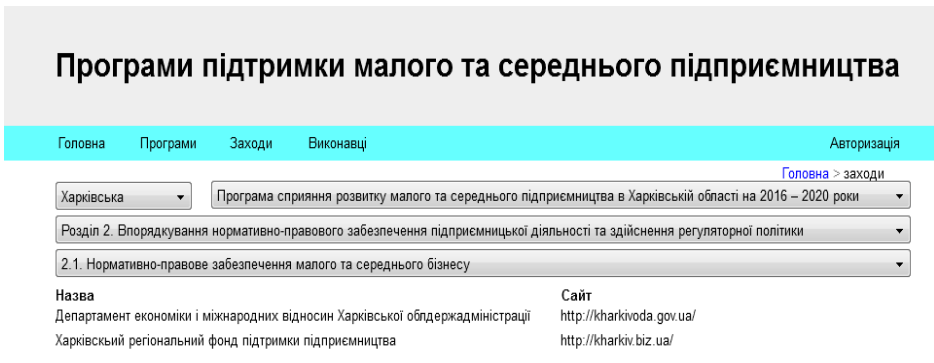 Програми підтримки малого та середнього підприємництва
Головна Програми Заходи Виконавці Авторизація
Головна > заходи
Харківська Програма сприяння розвитку малого та середнього підприємництва в Харківській області на 2016 – 2020 роки
Розділ 2. Впорядкування нормативно-правового забезпечення підприємницької діяльності та здійснення регуляторної політики
2.1. Нормативно-правове забезпечення малого та середнього бізнесу
Назва Сайт
Департамент економіки і міжнародних відносин Харківської облдержадміністрації http://kharkivoda.gov.ua/
Харківскьий регіональний фонд підтримки підприємництва http://kharkiv.biz.ua/